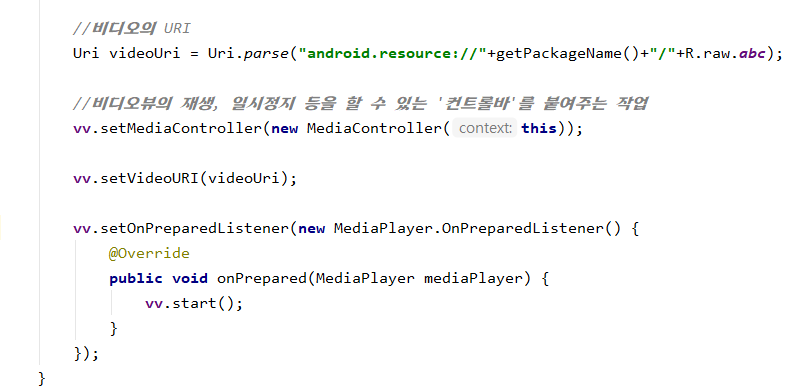 //비디오의 URI
Uri videoUri = Uri.parse("android.resource://"+getPackageName()+"/"+R.raw.abc);
//비디오뷰의 재생, 일시정지 등을 할 수 있는 '컨트롤바'를 붙여주는 작업
vv.setMediaController(new MediaController( context: this));
vv.setVideoURI(videoUri);
vv.setOnPreparedListener(new MediaPlayer.OnPreparedListener() {
@Override
public void onPrepared(MediaPlayer mediaPlayer) {
vv.start();
}
});
}